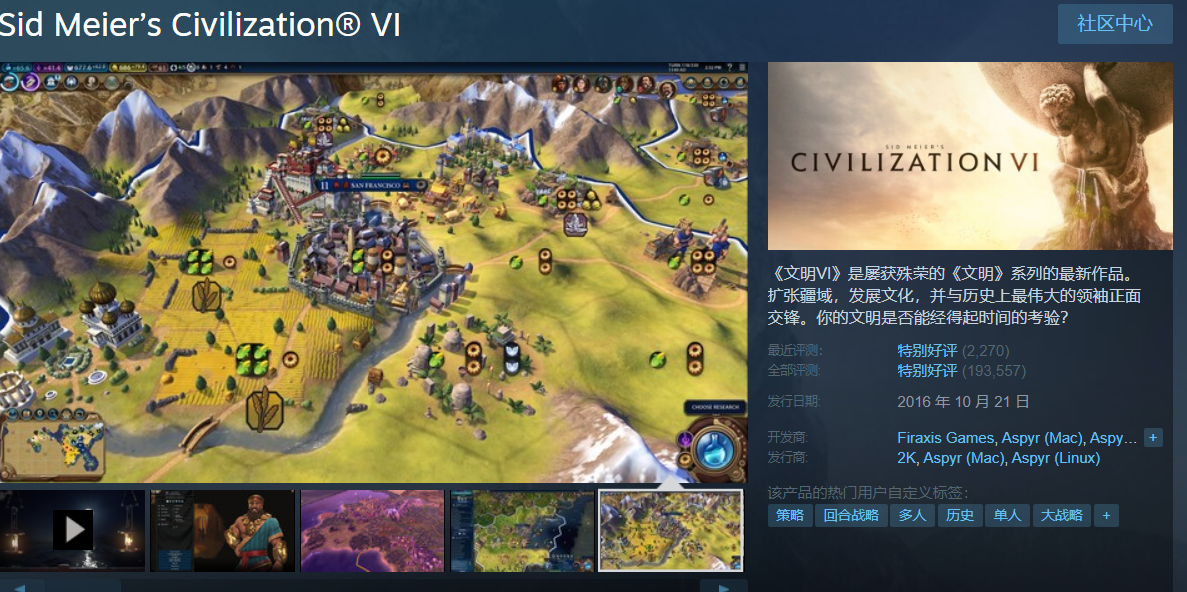 Sid Meier's Civilization® VI
社区中心
11 SAN FRANCISCO
CHOOSE RESEARCH
SID MEIER'S
CIVILIZATION VI
《文明VI》是屡获殊荣的《文明》系列的最新作品。
扩张疆域，发展文化，并与历史上最伟大的领袖正面
交锋。你的文明是否能经得起时间的考验？
最近评测: 特别好评 (2,270)
全部评测: 特别好评 (193,557)
发行日期: 2016 年 10 月 21 日
开发商: Firaxis Games, Aspyr (Mac), Aspy... +
发行商: 2K, Aspyr (Mac), Aspyr (Linux)
该产品的热门用户自定义标签:
策略 回合战略 多人 历史 单人 大战略 +